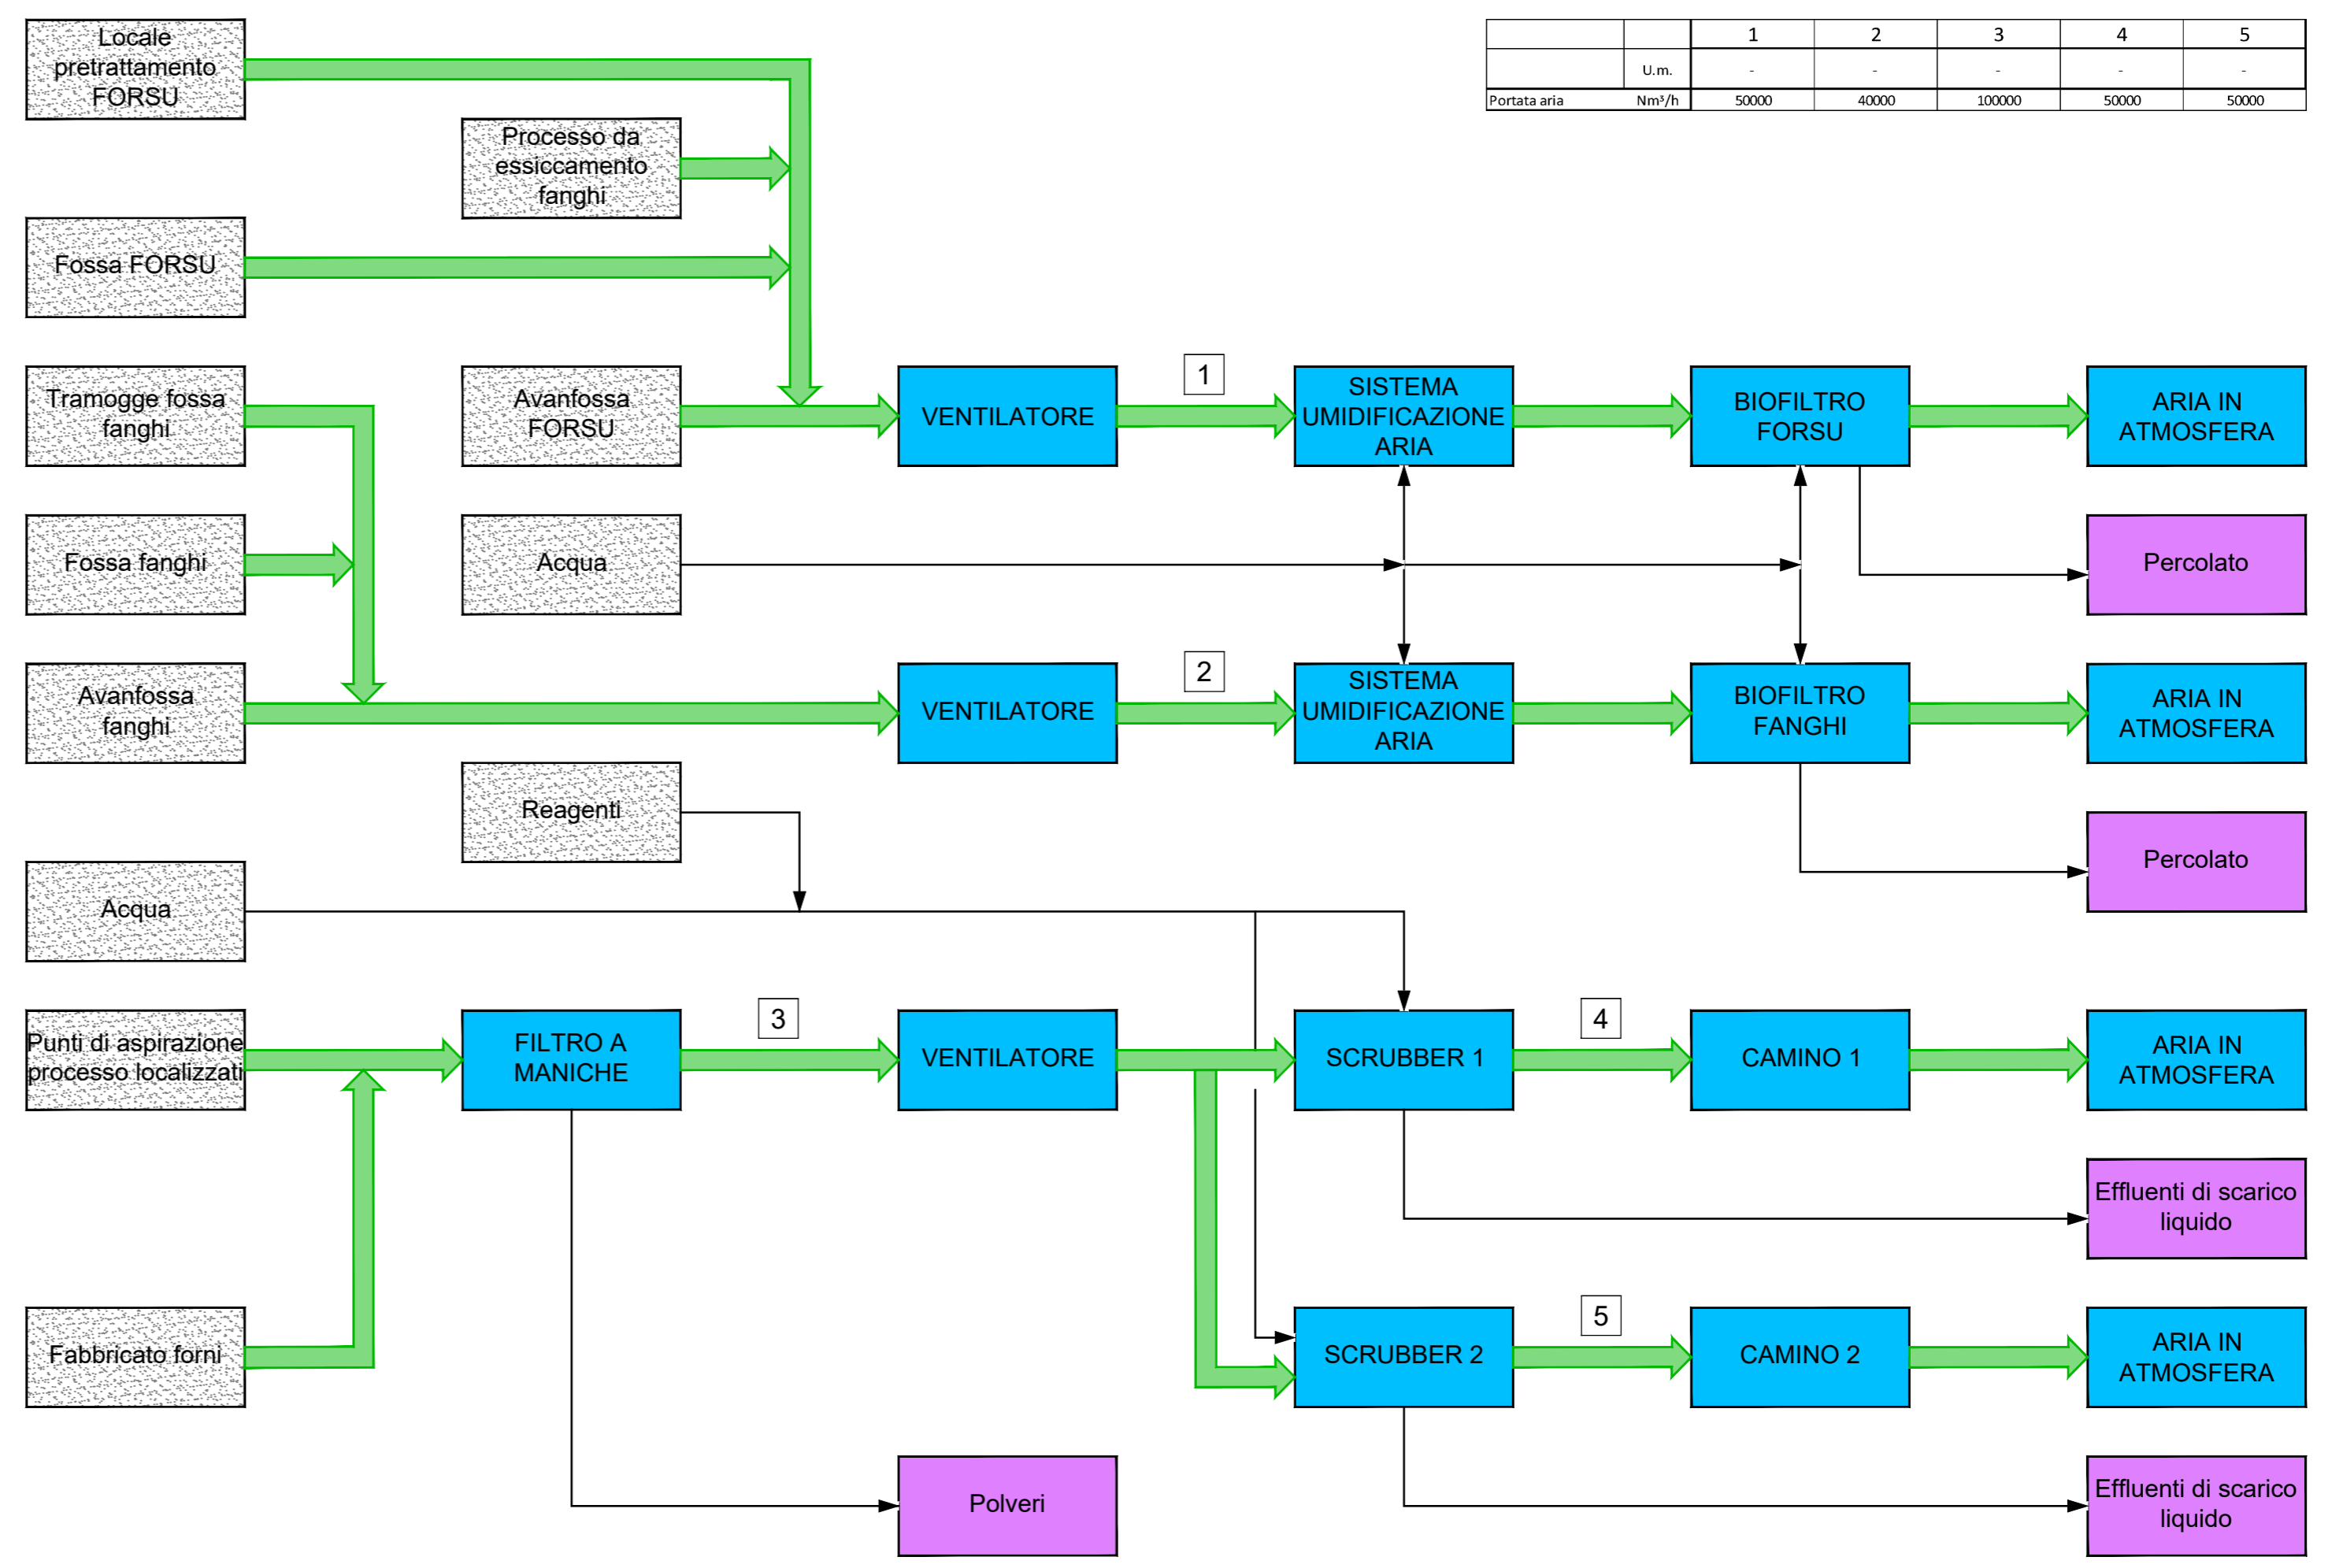 Locale
pretrattamento
FORSU
1 2 3 4 5
U.m. - - - - -
Portata aria Nm³/h 50000 40000 100000 50000 50000
Processo da
essiccamento
fanghi
Fossa FORSU
Tramogge fossa
fanghi
Avanfossa
FORSU
VENTILATORE
1
SISTEMA
UMIDIFICAZIONE
ARIA
BIOFILTRO
FORSU
ARIA IN
ATMOSFERA
Fossa fanghi
Acqua
Percolato
Avanfossa
fanghi
VENTILATORE
2
SISTEMA
UMIDIFICAZIONE
ARIA
BIOFILTRO
FANGHI
ARIA IN
ATMOSFERA
Reagenti
Percolato
Acqua
Punti di aspirazione
processo localizzati
FILTRO A
MANICHE
3
VENTILATORE
SCRUBBER 1
4
CAMINO 1
ARIA IN
ATMOSFERA
Effluenti di scarico
liquido
Fabbricato forni
SCRUBBER 2
5
CAMINO 2
ARIA IN
ATMOSFERA
Polveri
Effluenti di scarico
liquido